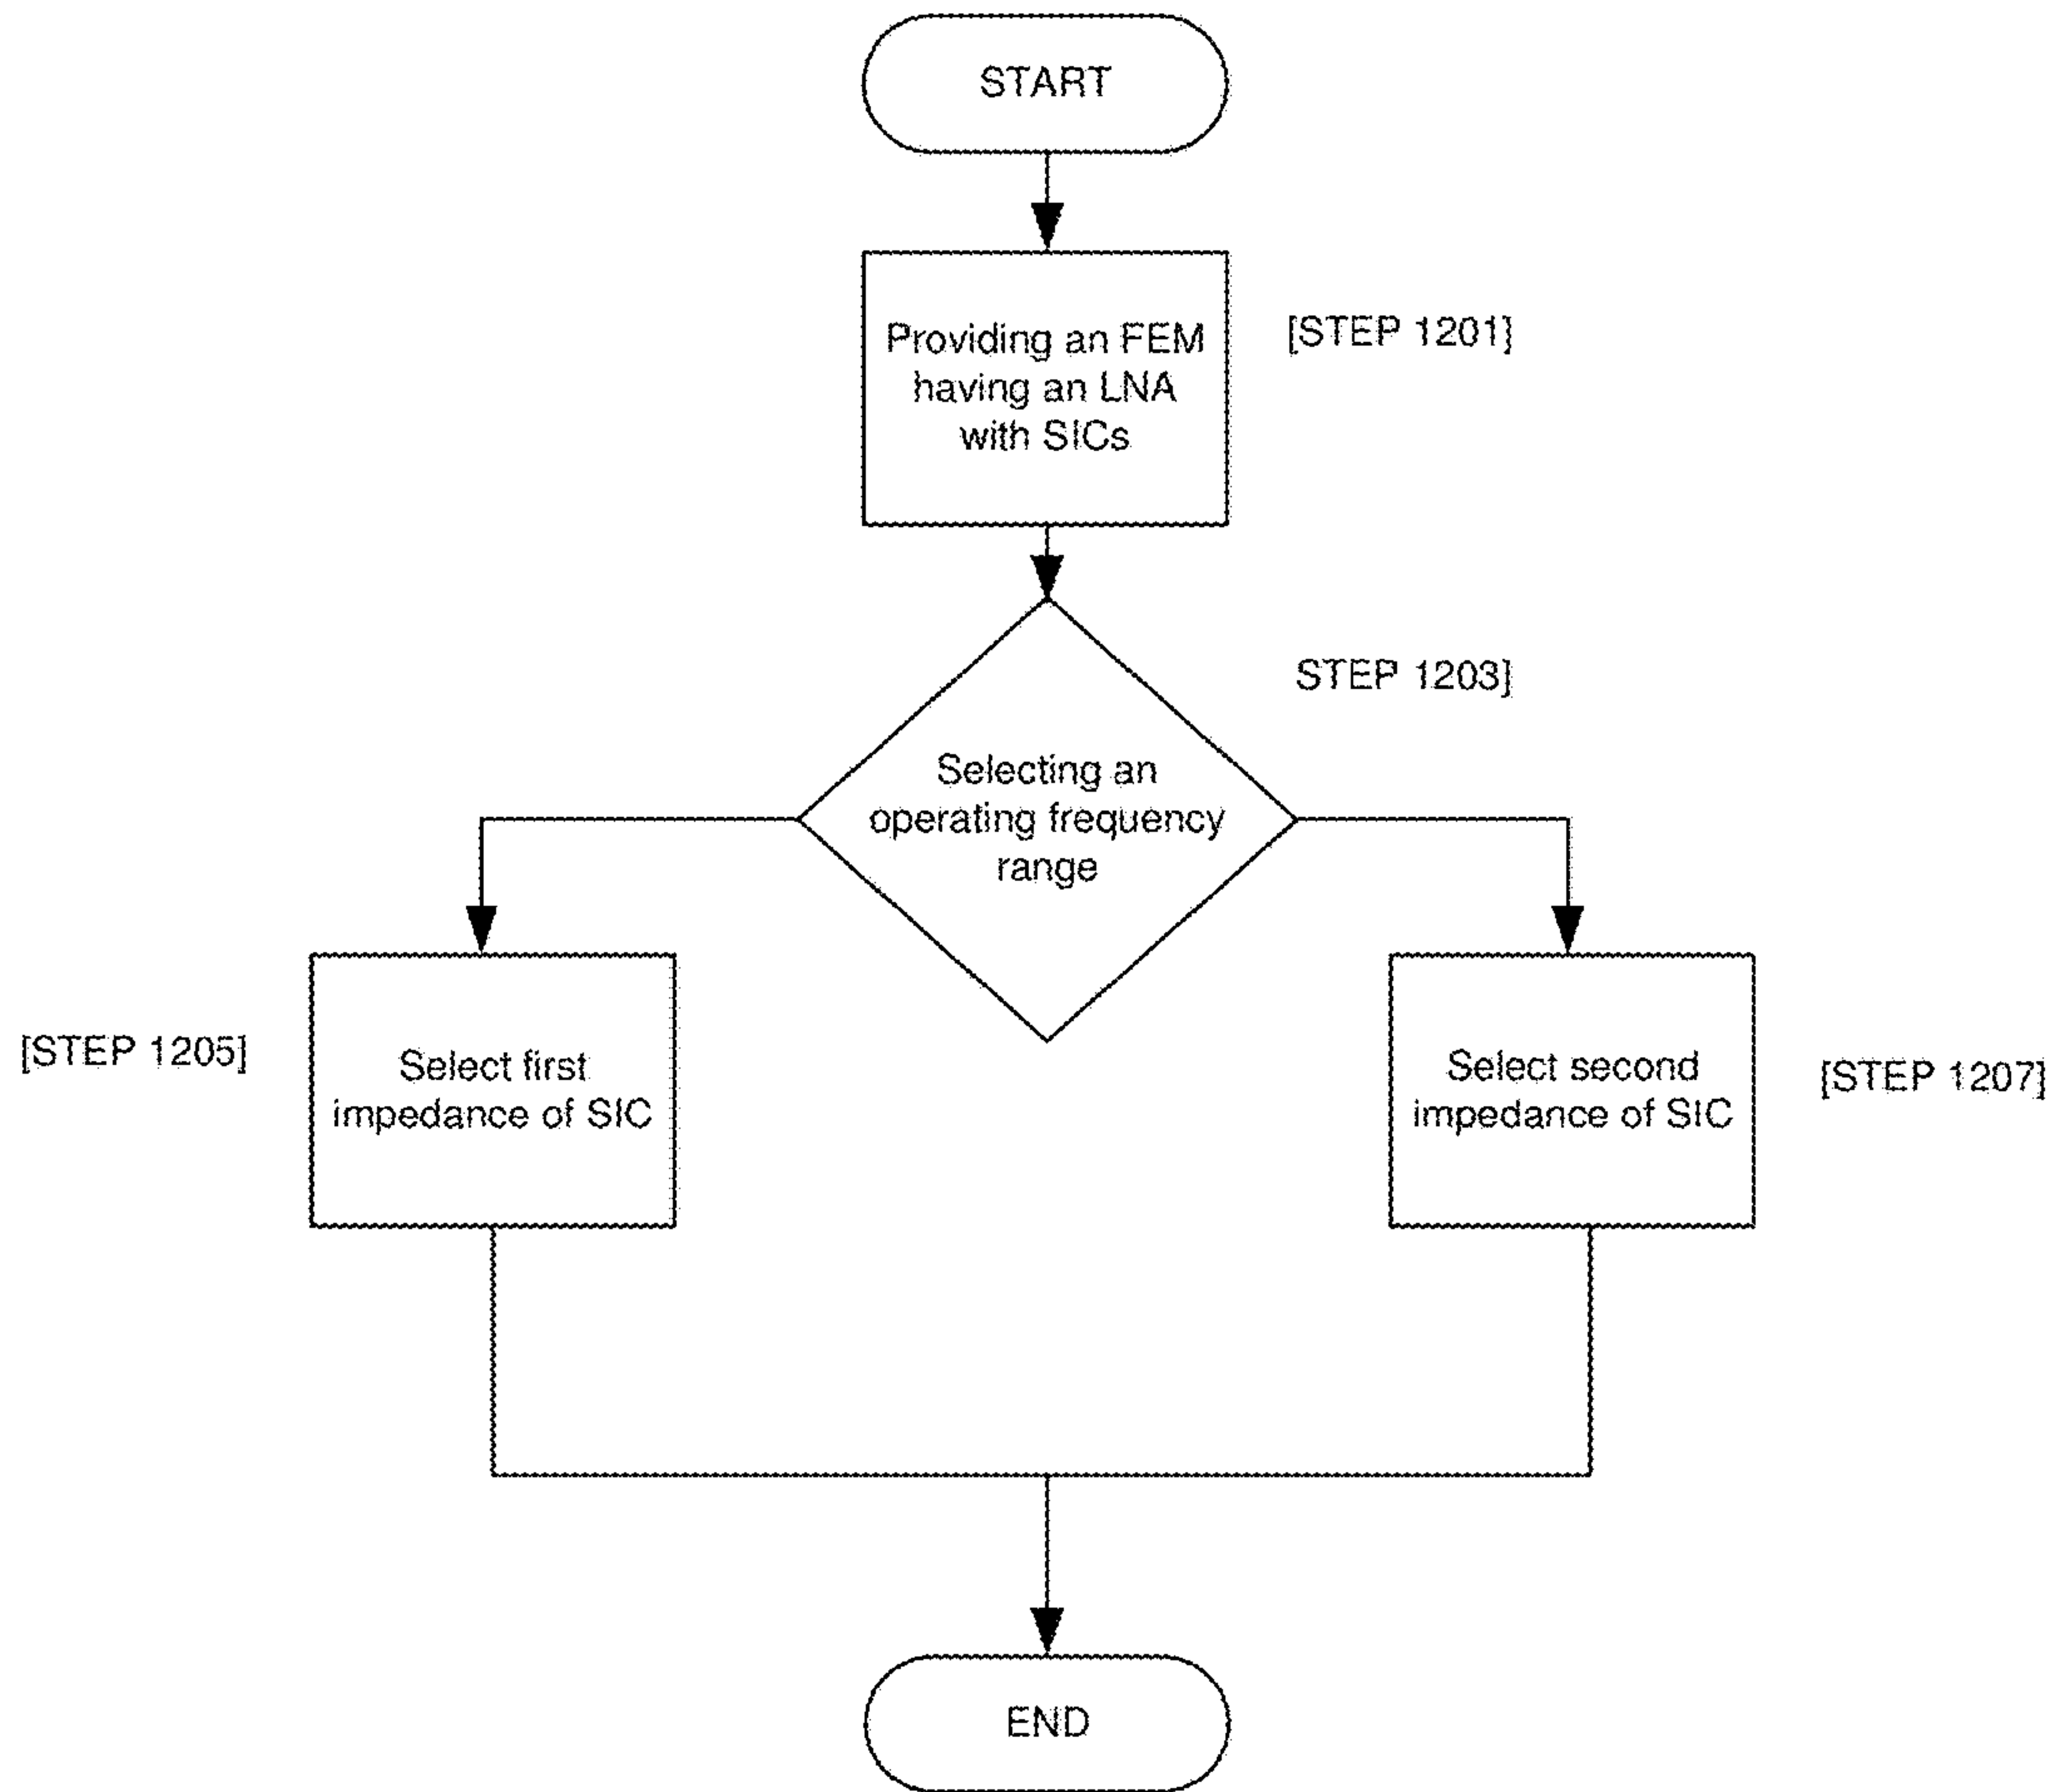 START
Providing an FEM
having an LNA
with SICs
[STEP 1201]
STEP 1203]
Selecting an
operating frequency
range
[STEP 1205]
Select first
impedance of SIC
Select second
impedance of SIC
[STEP 1207]
END